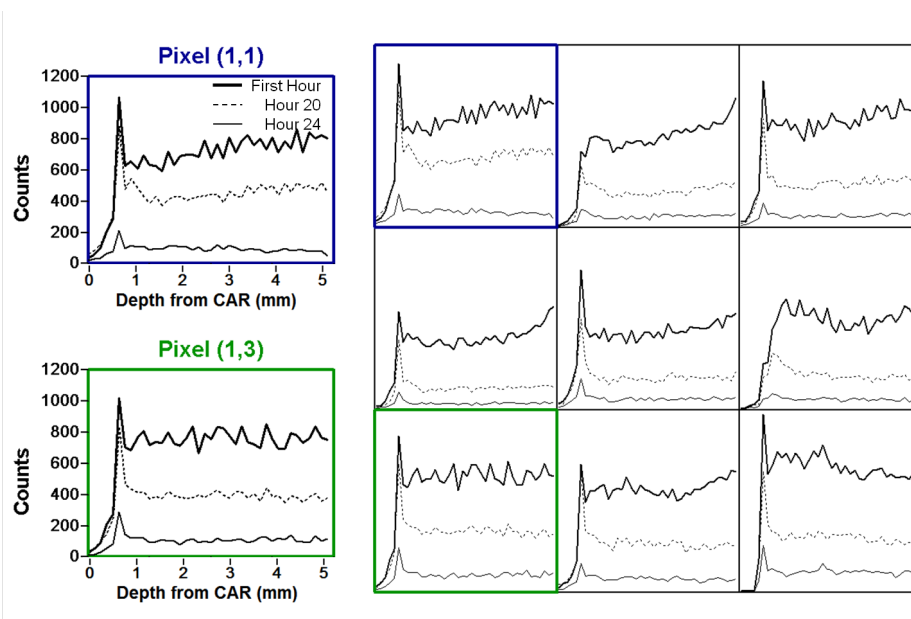 Pixel (1,1)
1200
1000
800
600
400
200
0
Counts
First Hour
Hour 20
Hour 24
0 1 2 3 4 5
Depth from CAR (mm)
Pixel (1,3)
1200
1000
800
600
400
200
0
Counts
0 1 2 3 4 5
Depth from CAR (mm)